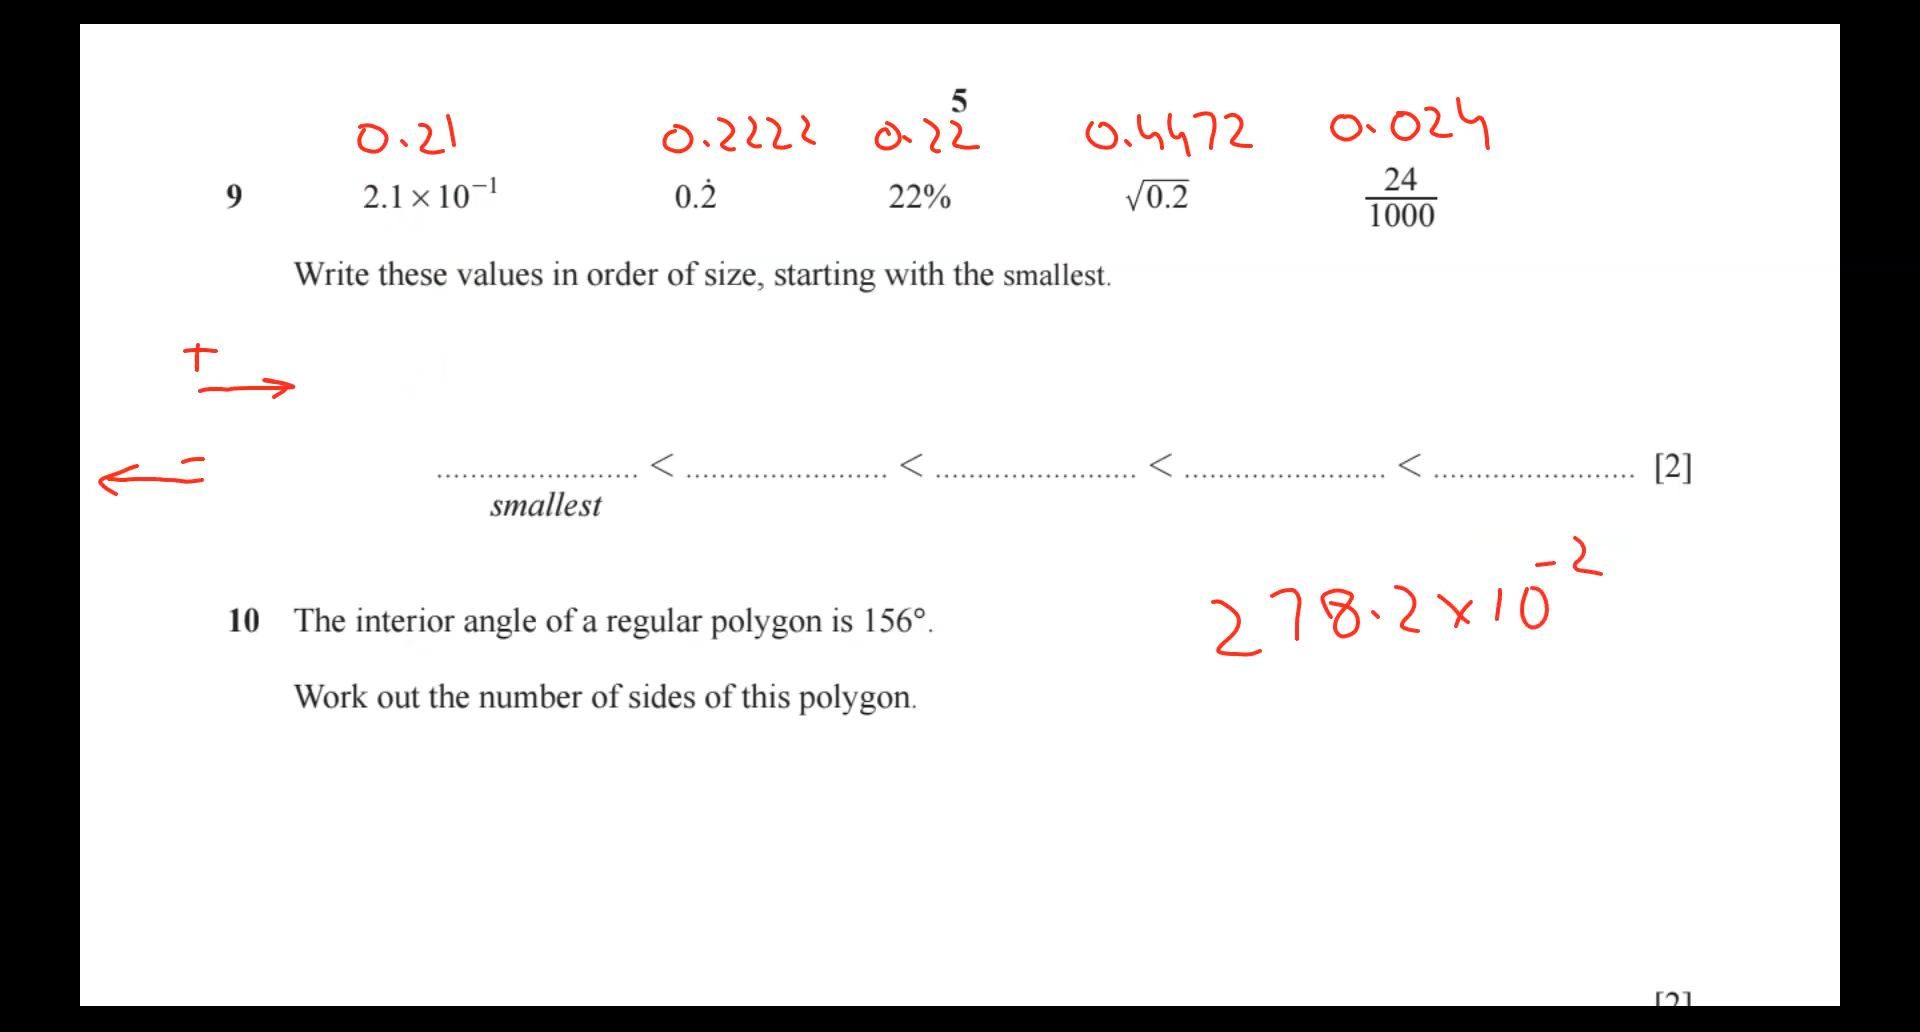 5
0.21 0.2222 0.22 0.4472 0.024
9 2.1 × 10⁻¹ 0.2̇ 22% √0.2 24/1000
Write these values in order of size, starting with the smallest.
+
-
........................ < ........................ < ........................ < ........................ < ........................ [2]
smallest
278.2 × 10⁻²
10 The interior angle of a regular polygon is 156°.
Work out the number of sides of this polygon.
[2]